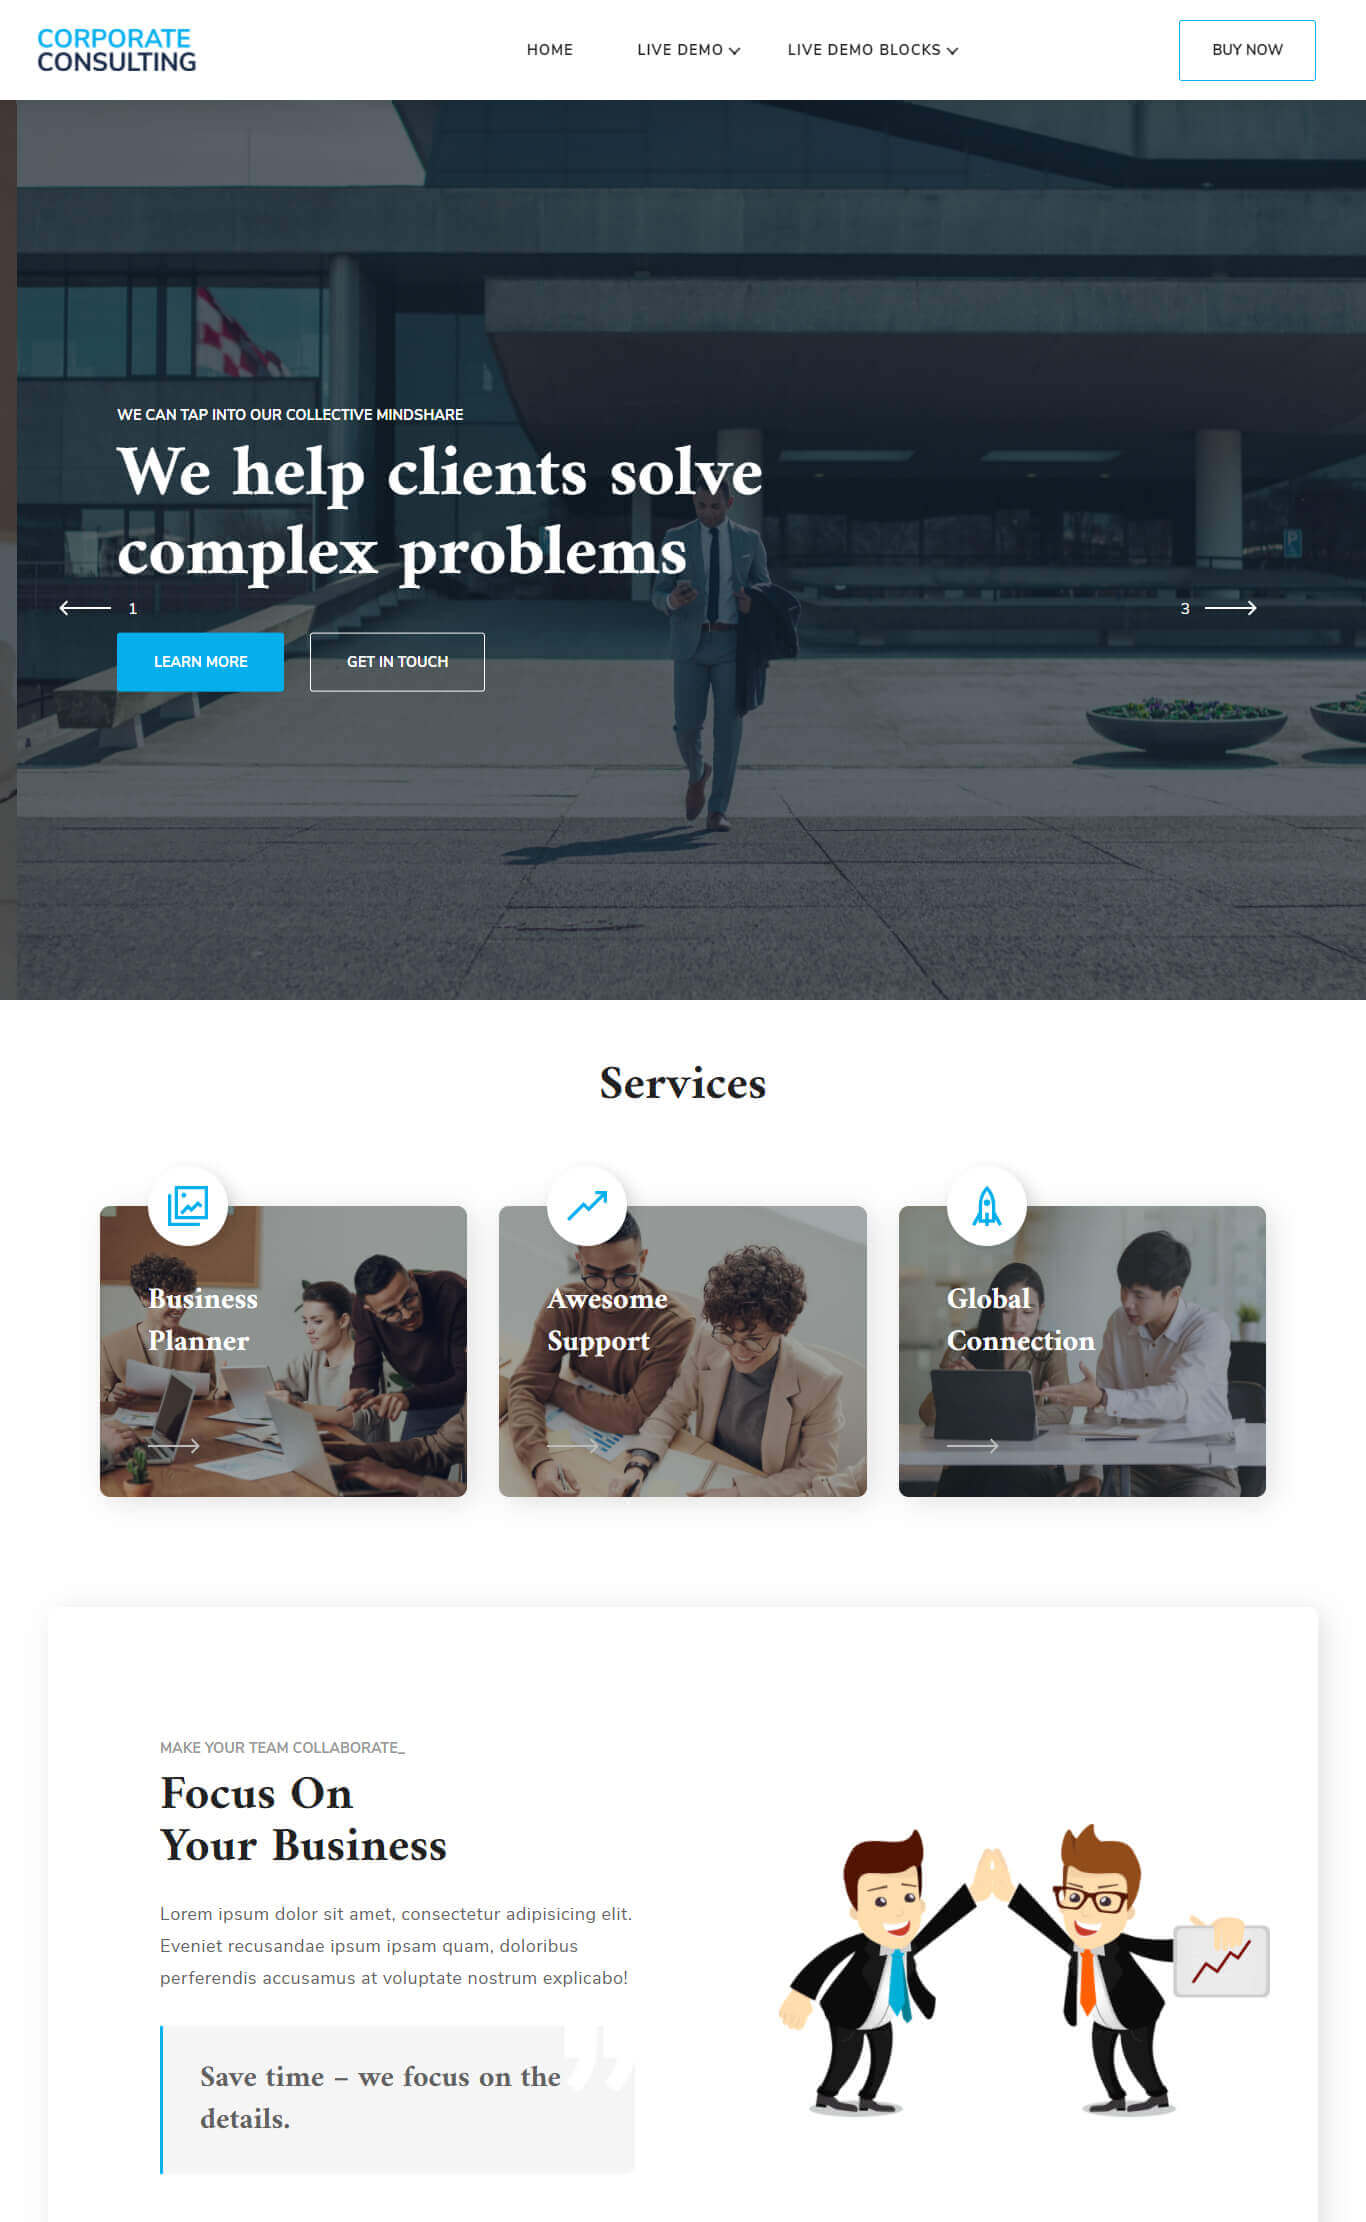 CORPORATE
CONSULTING
HOME
LIVE DEMO
LIVE DEMO BLOCKS
BUY NOW
WE CAN TAP INTO OUR COLLECTIVE MINDSHARE
We help clients solve
complex problems
1
3
LEARN MORE
GET IN TOUCH
Services
Business
Planner
Awesome
Support
Global
Connection
MAKE YOUR TEAM COLLABORATE_
Focus On
Your Business
Lorem ipsum dolor sit amet, consectetur adipisicing elit.
Eveniet recusandae ipsum ipsam quam, doloribus
perferendis accusamus at voluptate nostrum explicabo!
Save time – we focus on the
details.